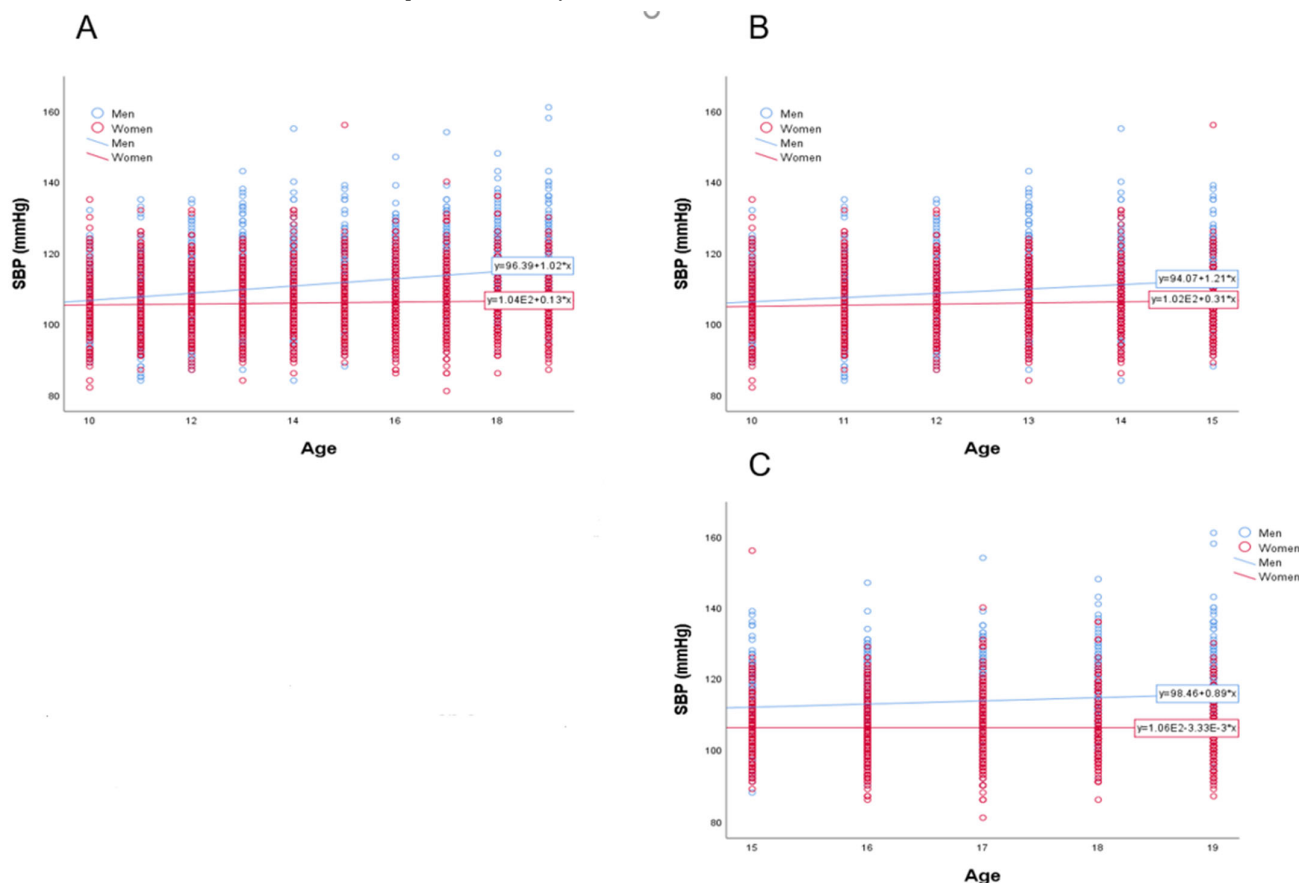 A
160
140
120
100
80
SBP (mmHg)
Men
Women
Men
Women
y=96.39+1.02*x
y=1.04E2+0.13*x
10
12
14
16
18
Age
B
160
140
120
100
80
SBP (mmHg)
Men
Women
Men
Women
y=94.07+1.21*x
y=1.02E2+0.31*x
10
11
12
13
14
15
Age
C
160
140
120
100
80
SBP (mmHg)
Men
Women
Men
Women
y=98.46+0.89*x
y=1.06E2-3.33E-3*x
15
16
17
18
19
Age